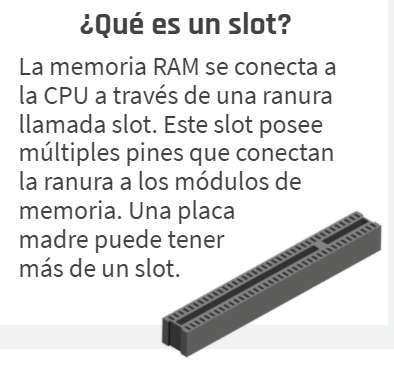 ¿Qué es un slot?
La memoria RAM se conecta a
la CPU a través de una ranura
llamada slot. Este slot posee
múltiples pines que conectan
la ranura a los módulos de
memoria. Una placa
madre puede tener
más de un slot.